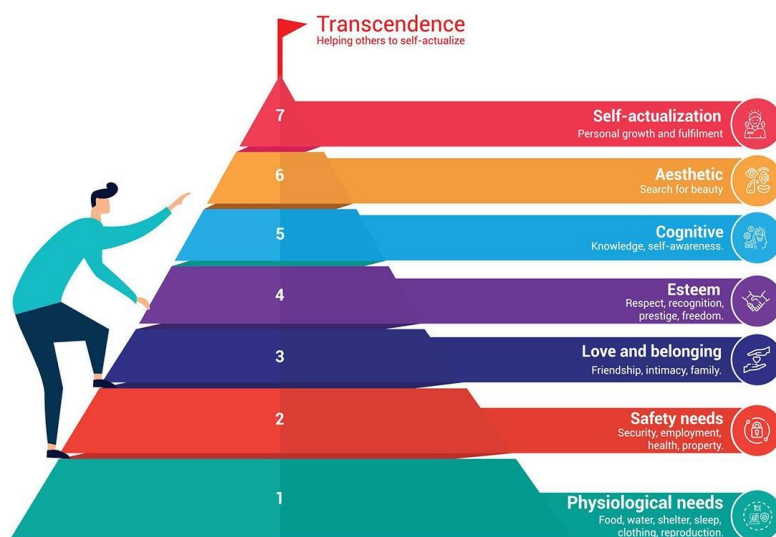 Transcendence
Helping others to self-actualize
7
Self-actualization
Personal growth and fulfilment
6
Aesthetic
Search for beauty
5
Cognitive
Knowledge, self-awareness.
4
Esteem
Respect, recognition,
prestige, freedom.
3
Love and belonging
Friendship, intimacy, family.
2
Safety needs
Security, employment,
health, property.
1
Physiological needs
Food, water, shelter, sleep,
clothing, reproduction.